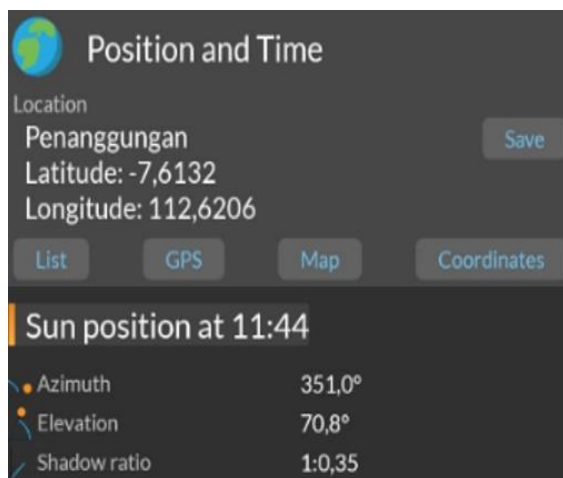 Position and Time
Location
Penanggungan
Save
Latitude: -7,6132
Longitude: 112,6206
List GPS Map Coordinates
Sun position at 11:44
Azimuth 351,0°
Elevation 70,8°
Shadow ratio 1:0,35